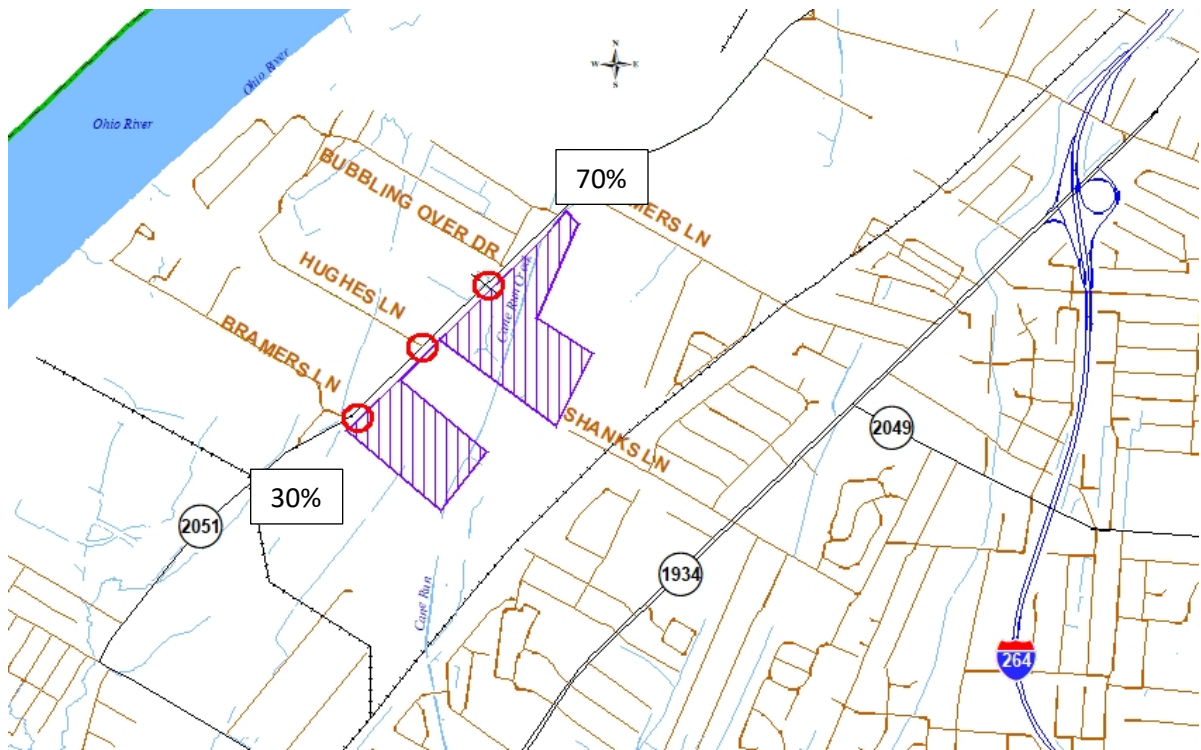 N
W E
S
Ohio River
Ohio River
BUBBLING OVER DR
70%
MERS LN
HUGHES LN
Cane Run Creek
BRAMERS LN
SHANKS LN
2049
30%
2051
1934
Cane Run
264